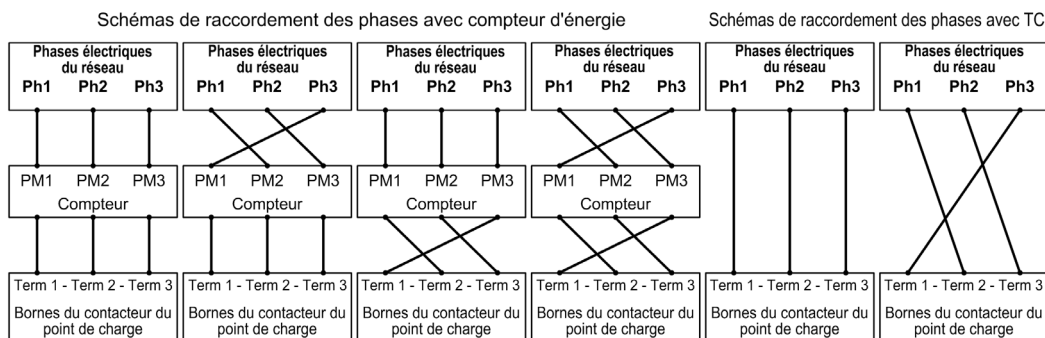 Schémas de raccordement des phases avec compteur d'énergie
Schémas de raccordement des phases avec TC
Phases électriques
du réseau
Ph1 Ph2 Ph3
PM1 PM2 PM3
Compteur
Term 1 - Term 2 - Term 3
Bornes du contacteur du
point de charge
Phases électriques
du réseau
Ph1 Ph2 Ph3
PM1 PM2 PM3
Compteur
Term 1 - Term 2 - Term 3
Bornes du contacteur du
point de charge
Phases électriques
du réseau
Ph1 Ph2 Ph3
PM1 PM2 PM3
Compteur
Term 1 - Term 2 - Term 3
Bornes du contacteur du
point de charge
Phases électriques
du réseau
Ph1 Ph2 Ph3
PM1 PM2 PM3
Compteur
Term 1 - Term 2 - Term 3
Bornes du contacteur du
point de charge
Phases électriques
du réseau
Ph1 Ph2 Ph3
Term 1 - Term 2 - Term 3
Bornes du contacteur du
point de charge
Phases électriques
du réseau
Ph1 Ph2 Ph3
Term 1 - Term 2 - Term 3
Bornes du contacteur du
point de charge